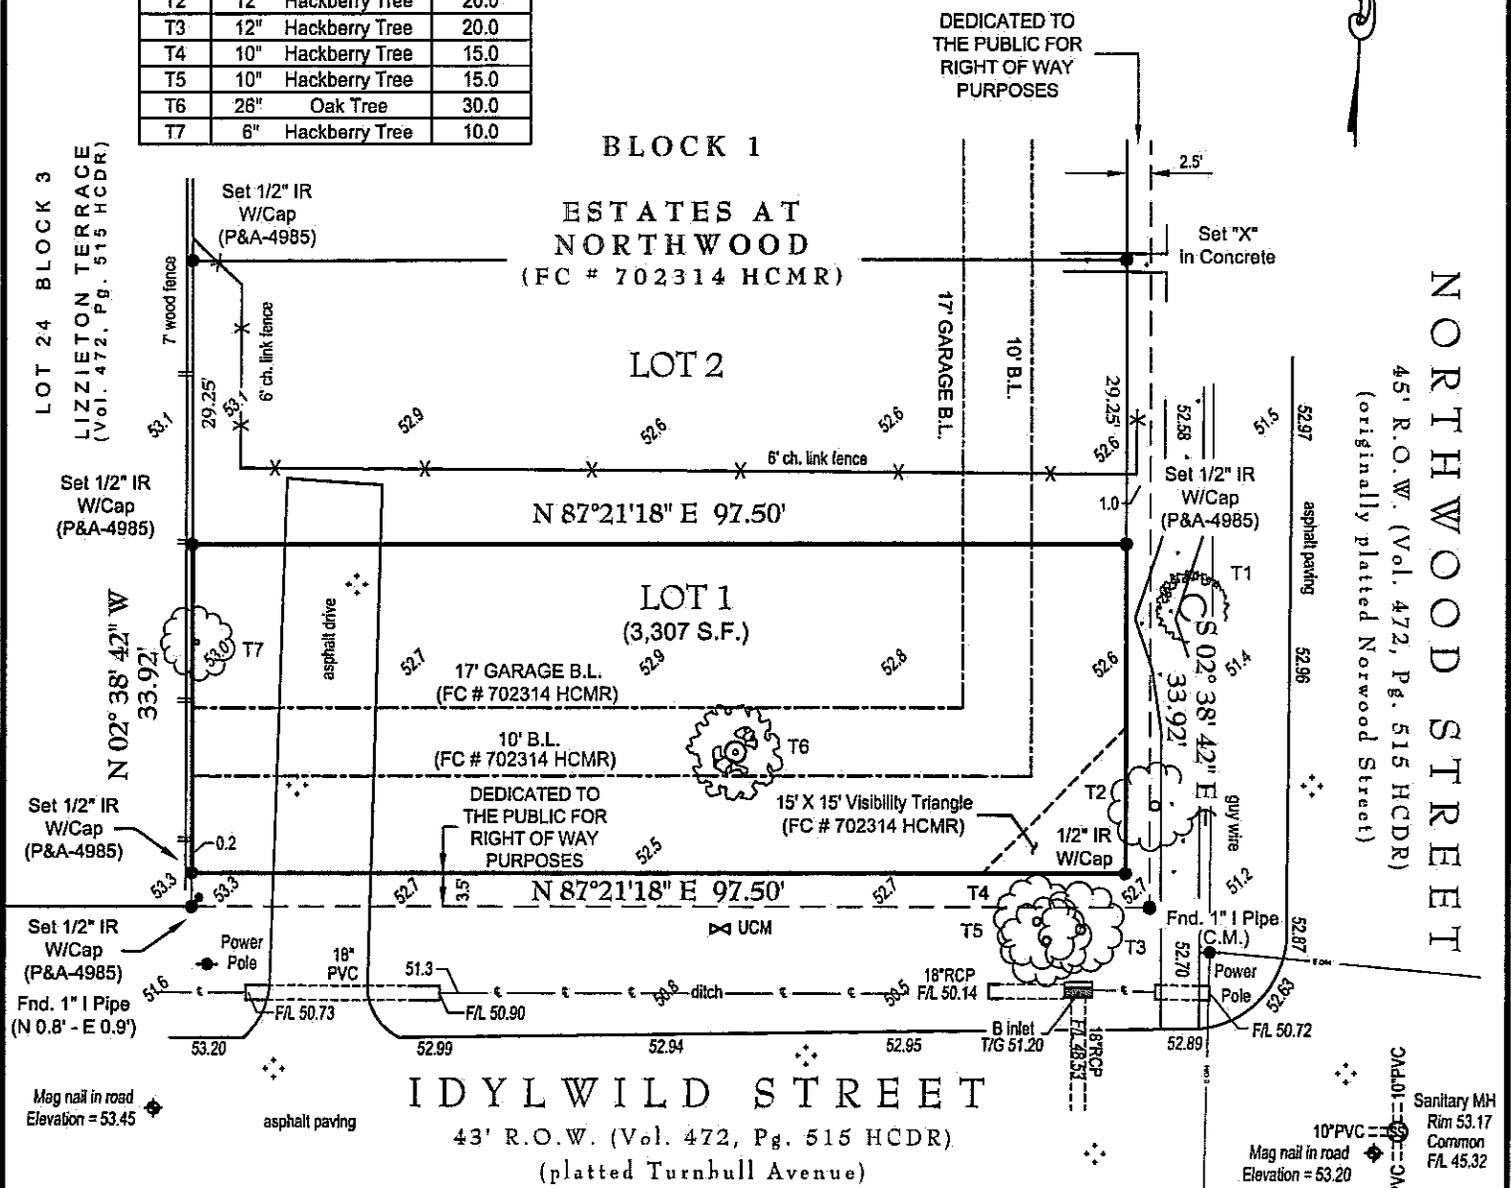 T2 12" Hackberry Tree 20.0
T3 12" Hackberry Tree 20.0
T4 10" Hackberry Tree 15.0
T5 10" Hackberry Tree 15.0
T6 26" Oak Tree 30.0
T7 6" Hackberry Tree 10.0
DEDICATED TO
THE PUBLIC FOR
RIGHT OF WAY
PURPOSES
2.5'
BLOCK 1
ESTATES AT
NORTHWOOD
(FC # 702314 HCMR)
LOT 24 BLOCK 3
LIZZIETON TERRACE
(Vol. 472, Pg. 515 HCDR)
Set 1/2" IR
W/Cap
(P&A-4985)
Set "X"
In Concrete
7' wood fence
6' ch. link fence
29.25'
53.1
53.1
LOT 2
17' GARAGE B.L.
10' B.L.
29.25'
52.9
52.6
52.6
52.6
52.58
51.5
52.97
6' ch. link fence
NORTHWOOD STREET
45' R.O.W. (Vol. 472, Pg. 515 HCDR)
(originally platted Norwood Street)
Set 1/2" IR
W/Cap
(P&A-4985)
1.0
Set 1/2" IR
W/Cap
(P&A-4985)
N 87°21'18" E 97.50'
asphalt paving
T1
LOT 1
(3,307 S.F.)
asphalt drive
N 02° 38' 42" W
33.92'
53.0
T7
52.7
52.9
52.8
52.6
S 02° 38' 42" E
33.92'
51.4
52.96
17' GARAGE B.L.
(FC # 702314 HCMR)
10' B.L.
(FC # 702314 HCMR)
T6
T2
DEDICATED TO
THE PUBLIC FOR
RIGHT OF WAY
PURPOSES
15' X 15' Visibility Triangle
(FC # 702314 HCMR)
1/2" IR
W/Cap
guy wire
Set 1/2" IR
W/Cap
(P&A-4985)
0.2
52.5
53.3
53.3
52.7
3.5'
N 87°21'18" E 97.50'
52.7
T4
52.7
51.2
UCM
T5
T3
Fnd. 1" I Pipe
(C.M.)
52.87
Set 1/2" IR
W/Cap
(P&A-4985)
Power
Pole
18"
PVC
51.3
18"RCP
F/L 50.14
52.70
Power
Pole
52.63
51.6
50.8
ditch
50.5
Fnd. 1" I Pipe
(N 0.8' - E 0.9')
F/L 50.73
F/L 50.90
B inlet
T/G 51.20
F/L 48.53
18"RCP
F/L 50.72
53.20
52.99
52.94
52.95
52.89
IDYLWILD STREET
43' R.O.W. (Vol. 472, Pg. 515 HCDR)
(platted Turnbull Avenue)
Mag nail in road
Elevation = 53.45
asphalt paving
10"PVC
10"PVC
Sanitary MH
Rim 53.17
Common
F/L 45.32
Mag nail in road
Elevation = 53.20